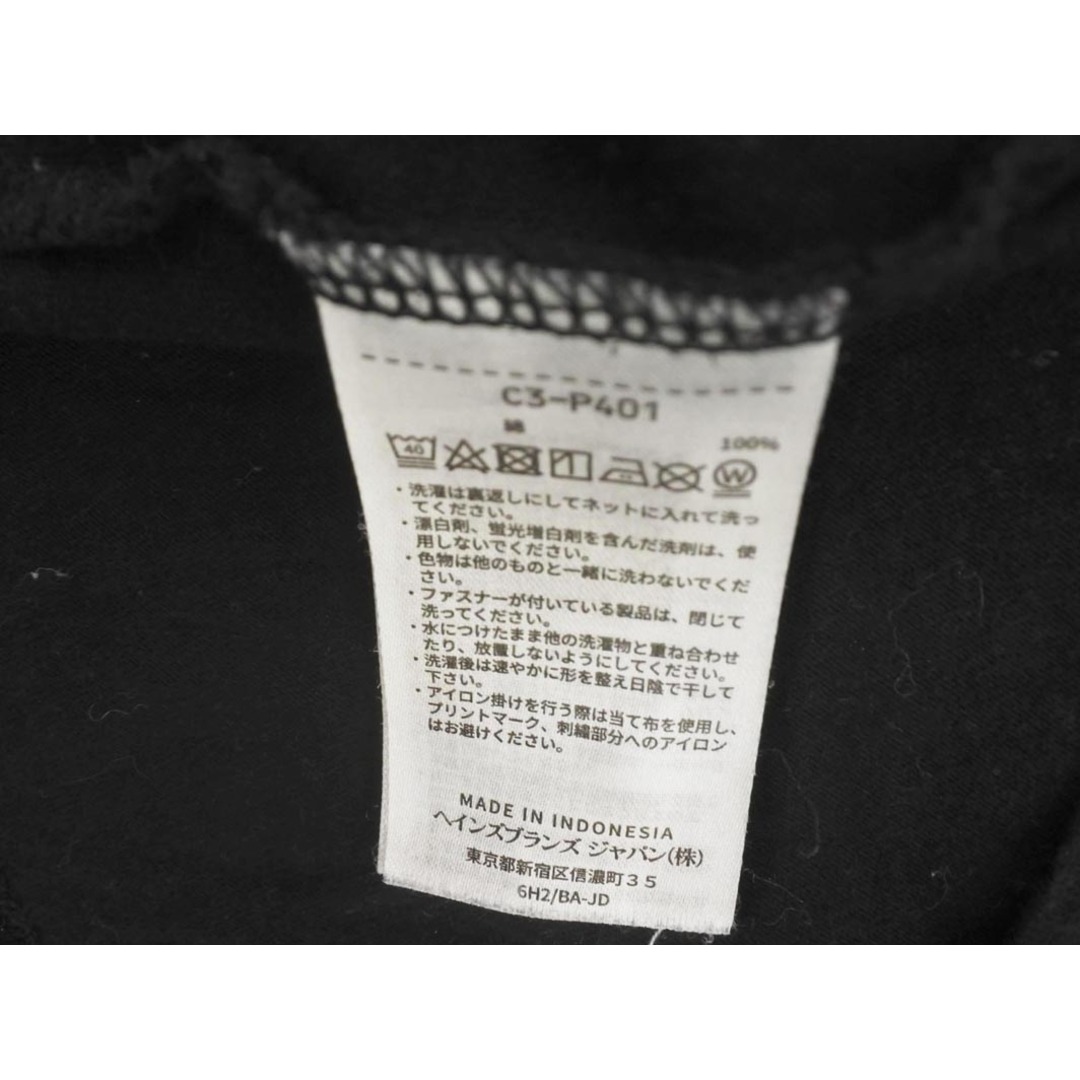 C3-P401
綿 100%
40
W
・洗濯は裏返しにしてネットに入れて洗っ
てください。
・漂白剤、蛍光増白剤を含んだ洗剤は、使
用しないでください。
・色物は他のものと一緒に洗わないでくだ
さい。
・ファスナーが付いている製品は、閉じて
洗ってください。
・水につけたまま他の洗濯物と重ね合わせ
たり、放置しないようにしてください。
・洗濯後は速やかに形を整え日陰で干して
下さい。
・アイロン掛けを行う際は当て布を使用し、
プリントマーク、刺繍部分へのアイロン
はお避けください。
MADE IN INDONESIA
ヘインズブランズ ジャパン(株)
東京都新宿区信濃町35
6H2/BA-JD